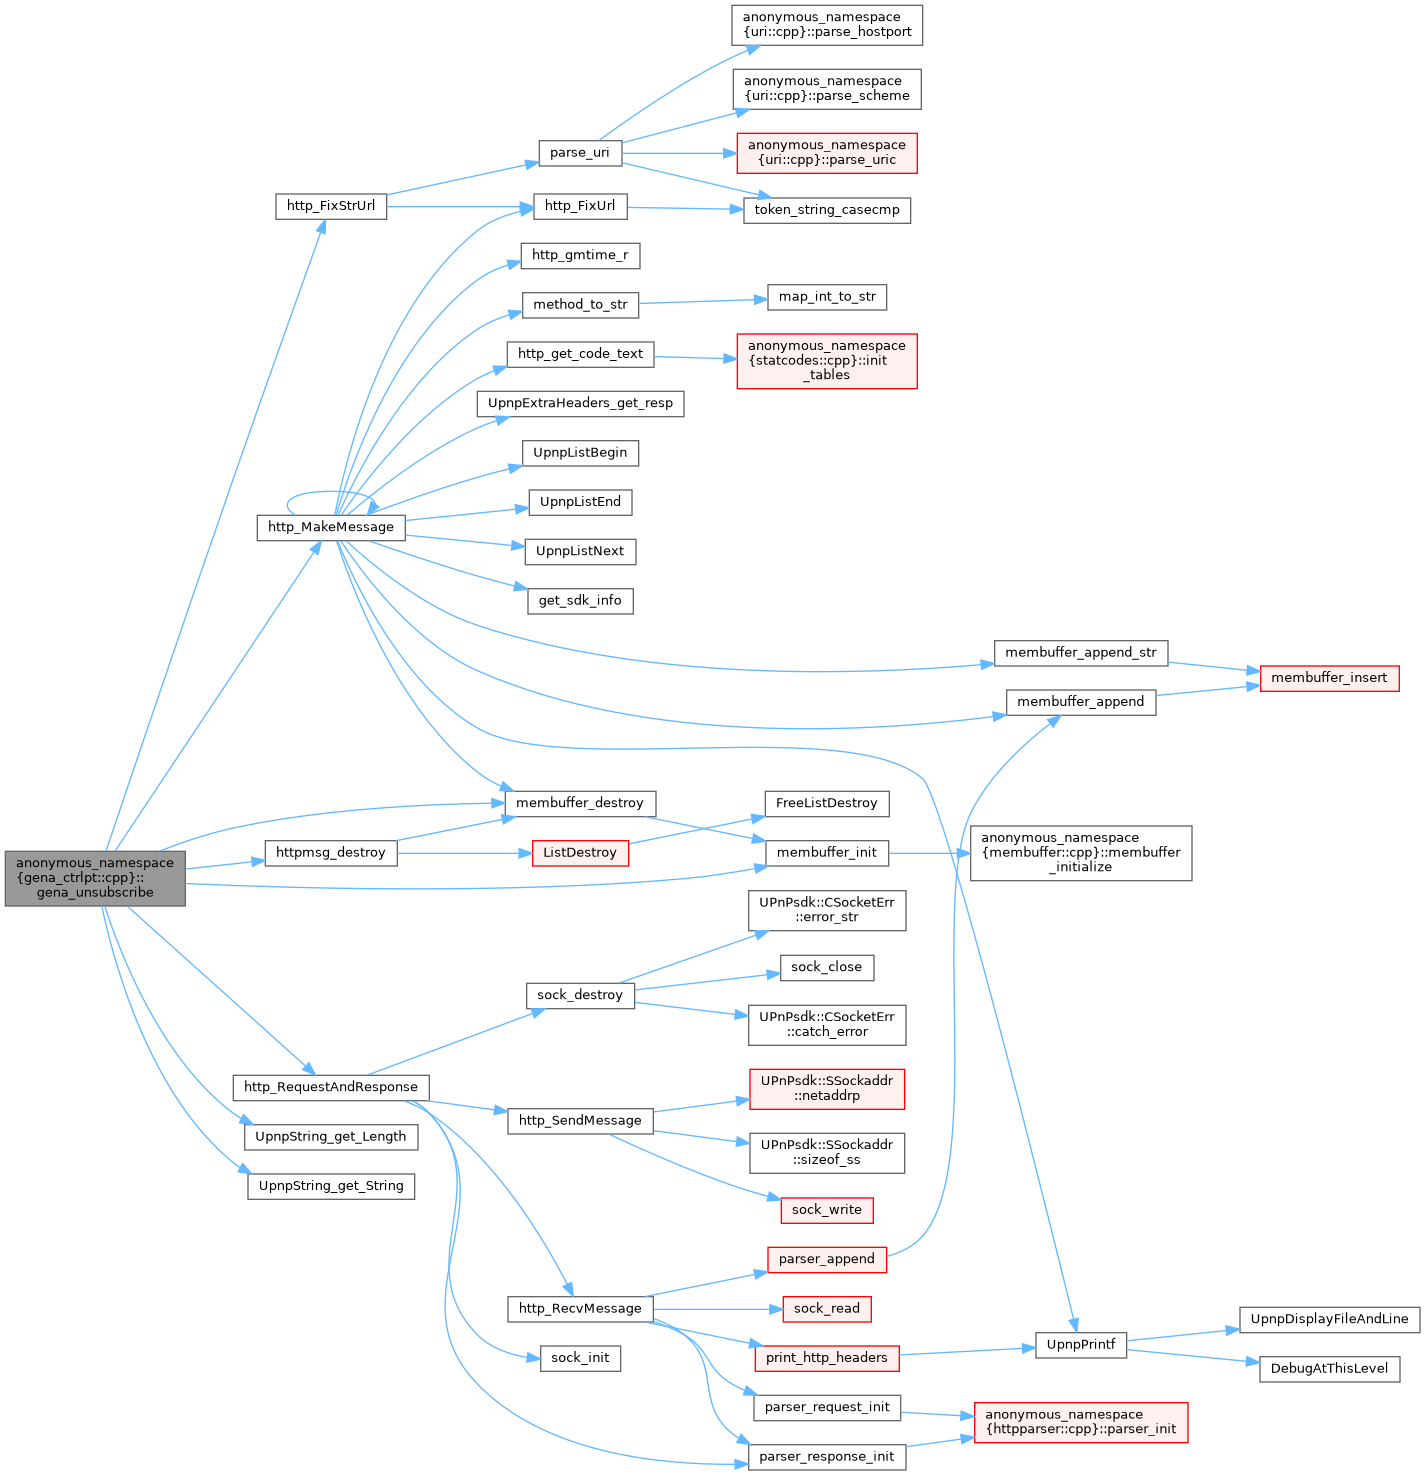 anonymous_namespace
{uri::cpp}::parse_hostport
anonymous_namespace
{uri::cpp}::parse_scheme
anonymous_namespace
{uri::cpp}::parse_uric
parse_uri
http_FixStrUrl
http_FixUrl
token_string_casecmp
http_gmtime_r
method_to_str
map_int_to_str
http_get_code_text
anonymous_namespace
{statcodes::cpp}::init
_tables
UpnpExtraHeaders_get_resp
UpnpListBegin
UpnpListEnd
http_MakeMessage
UpnpListNext
get_sdk_info
membuffer_append_str
membuffer_insert
membuffer_append
membuffer_destroy
FreeListDestroy
anonymous_namespace
{gena_ctrlpt::cpp}::
gena_unsubscribe
httpmsg_destroy
ListDestroy
membuffer_init
anonymous_namespace
{membuffer::cpp}::membuffer
_initialize
UPnPsdk::CSocketErr
::error_str
sock_close
sock_destroy
UPnPsdk::CSocketErr
::catch_error
http_RequestAndResponse
UPnPsdk::SSockaddr
::netaddrp
http_SendMessage
UpnpString_get_Length
UPnPsdk::SSockaddr
::sizeof_ss
UpnpString_get_String
sock_write
parser_append
http_RecvMessage
sock_read
UpnpDisplayFileAndLine
UpnpPrintf
sock_init
print_http_headers
DebugAtThisLevel
parser_request_init
anonymous_namespace
{httpparser::cpp}::parser_init
parser_response_init